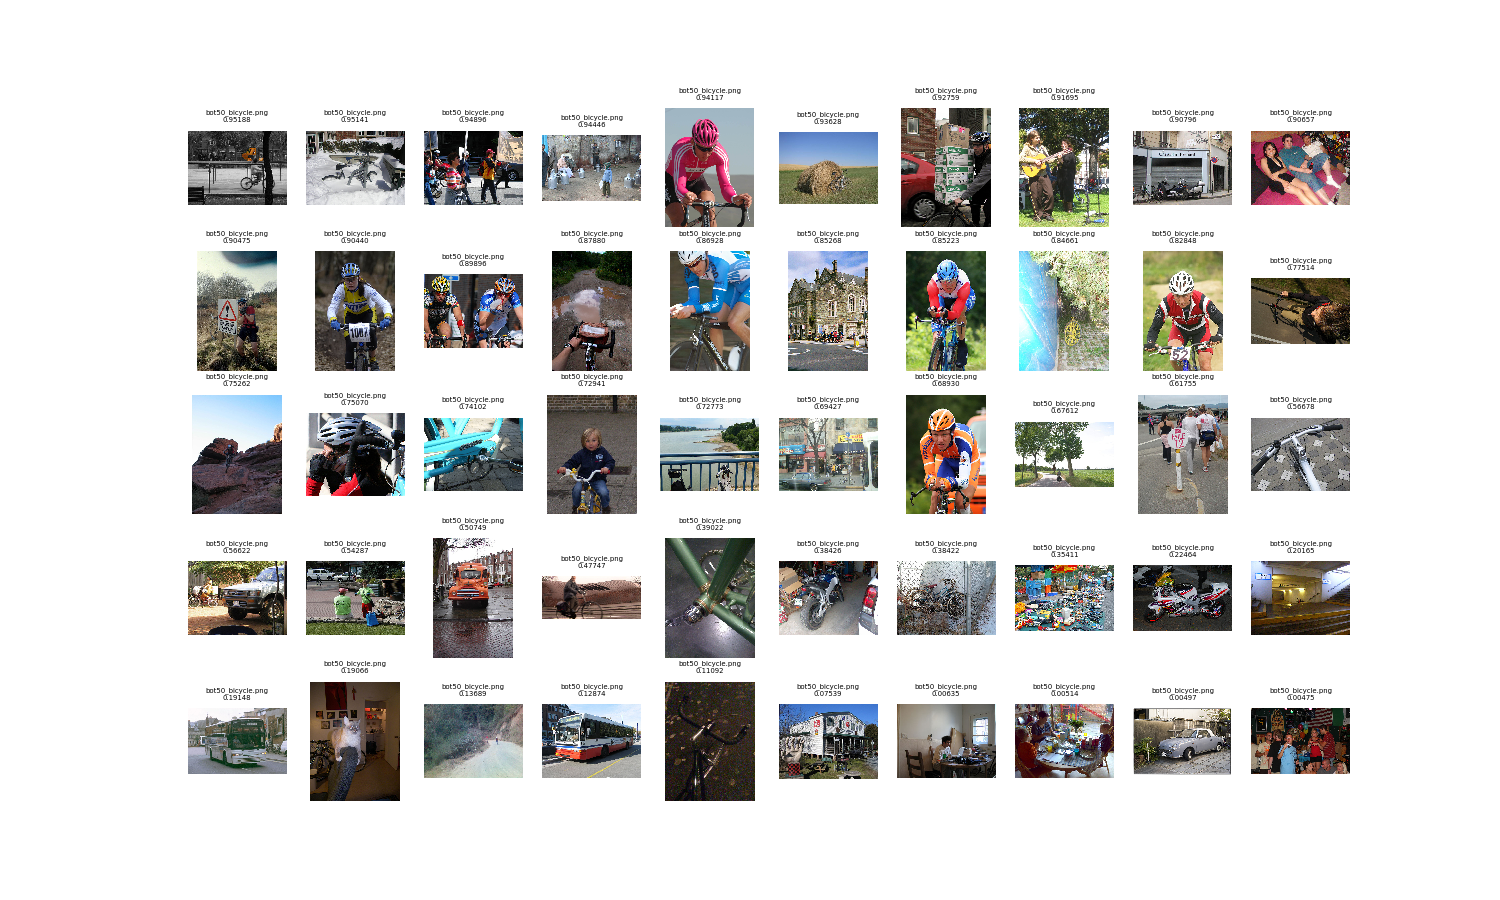 bot50_bicycle.png
0.95188
bot50_bicycle.png
0.95141
bot50_bicycle.png
0.94896
bot50_bicycle.png
0.94446
bot50_bicycle.png
0.94117
bot50_bicycle.png
0.93628
bot50_bicycle.png
0.92759
bot50_bicycle.png
0.91695
bot50_bicycle.png
0.90796
bot50_bicycle.png
0.90657
bot50_bicycle.png
0.90475
bot50_bicycle.png
0.90440
1007
bot50_bicycle.png
0.89896
bot50_bicycle.png
0.87880
bot50_bicycle.png
0.86928
bot50_bicycle.png
0.85268
bot50_bicycle.png
0.85223
bot50_bicycle.png
0.84661
bot50_bicycle.png
0.82848
52
bot50_bicycle.png
0.77514
bot50_bicycle.png
0.75262
bot50_bicycle.png
0.75070
bot50_bicycle.png
0.74102
bot50_bicycle.png
0.72941
bot50_bicycle.png
0.72773
bot50_bicycle.png
0.69427
bot50_bicycle.png
0.68930
bot50_bicycle.png
0.67612
bot50_bicycle.png
0.61755
bot50_bicycle.png
0.56678
bot50_bicycle.png
0.56622
bot50_bicycle.png
0.54287
bot50_bicycle.png
0.50749
bot50_bicycle.png
0.47747
bot50_bicycle.png
0.39022
bot50_bicycle.png
0.38426
bot50_bicycle.png
0.38422
bot50_bicycle.png
0.35411
bot50_bicycle.png
0.22464
bot50_bicycle.png
0.20165
bot50_bicycle.png
0.19148
bot50_bicycle.png
0.19066
bot50_bicycle.png
0.13689
bot50_bicycle.png
0.12874
bot50_bicycle.png
0.11092
bot50_bicycle.png
0.07539
bot50_bicycle.png
0.00635
bot50_bicycle.png
0.00514
bot50_bicycle.png
0.00497
bot50_bicycle.png
0.00475